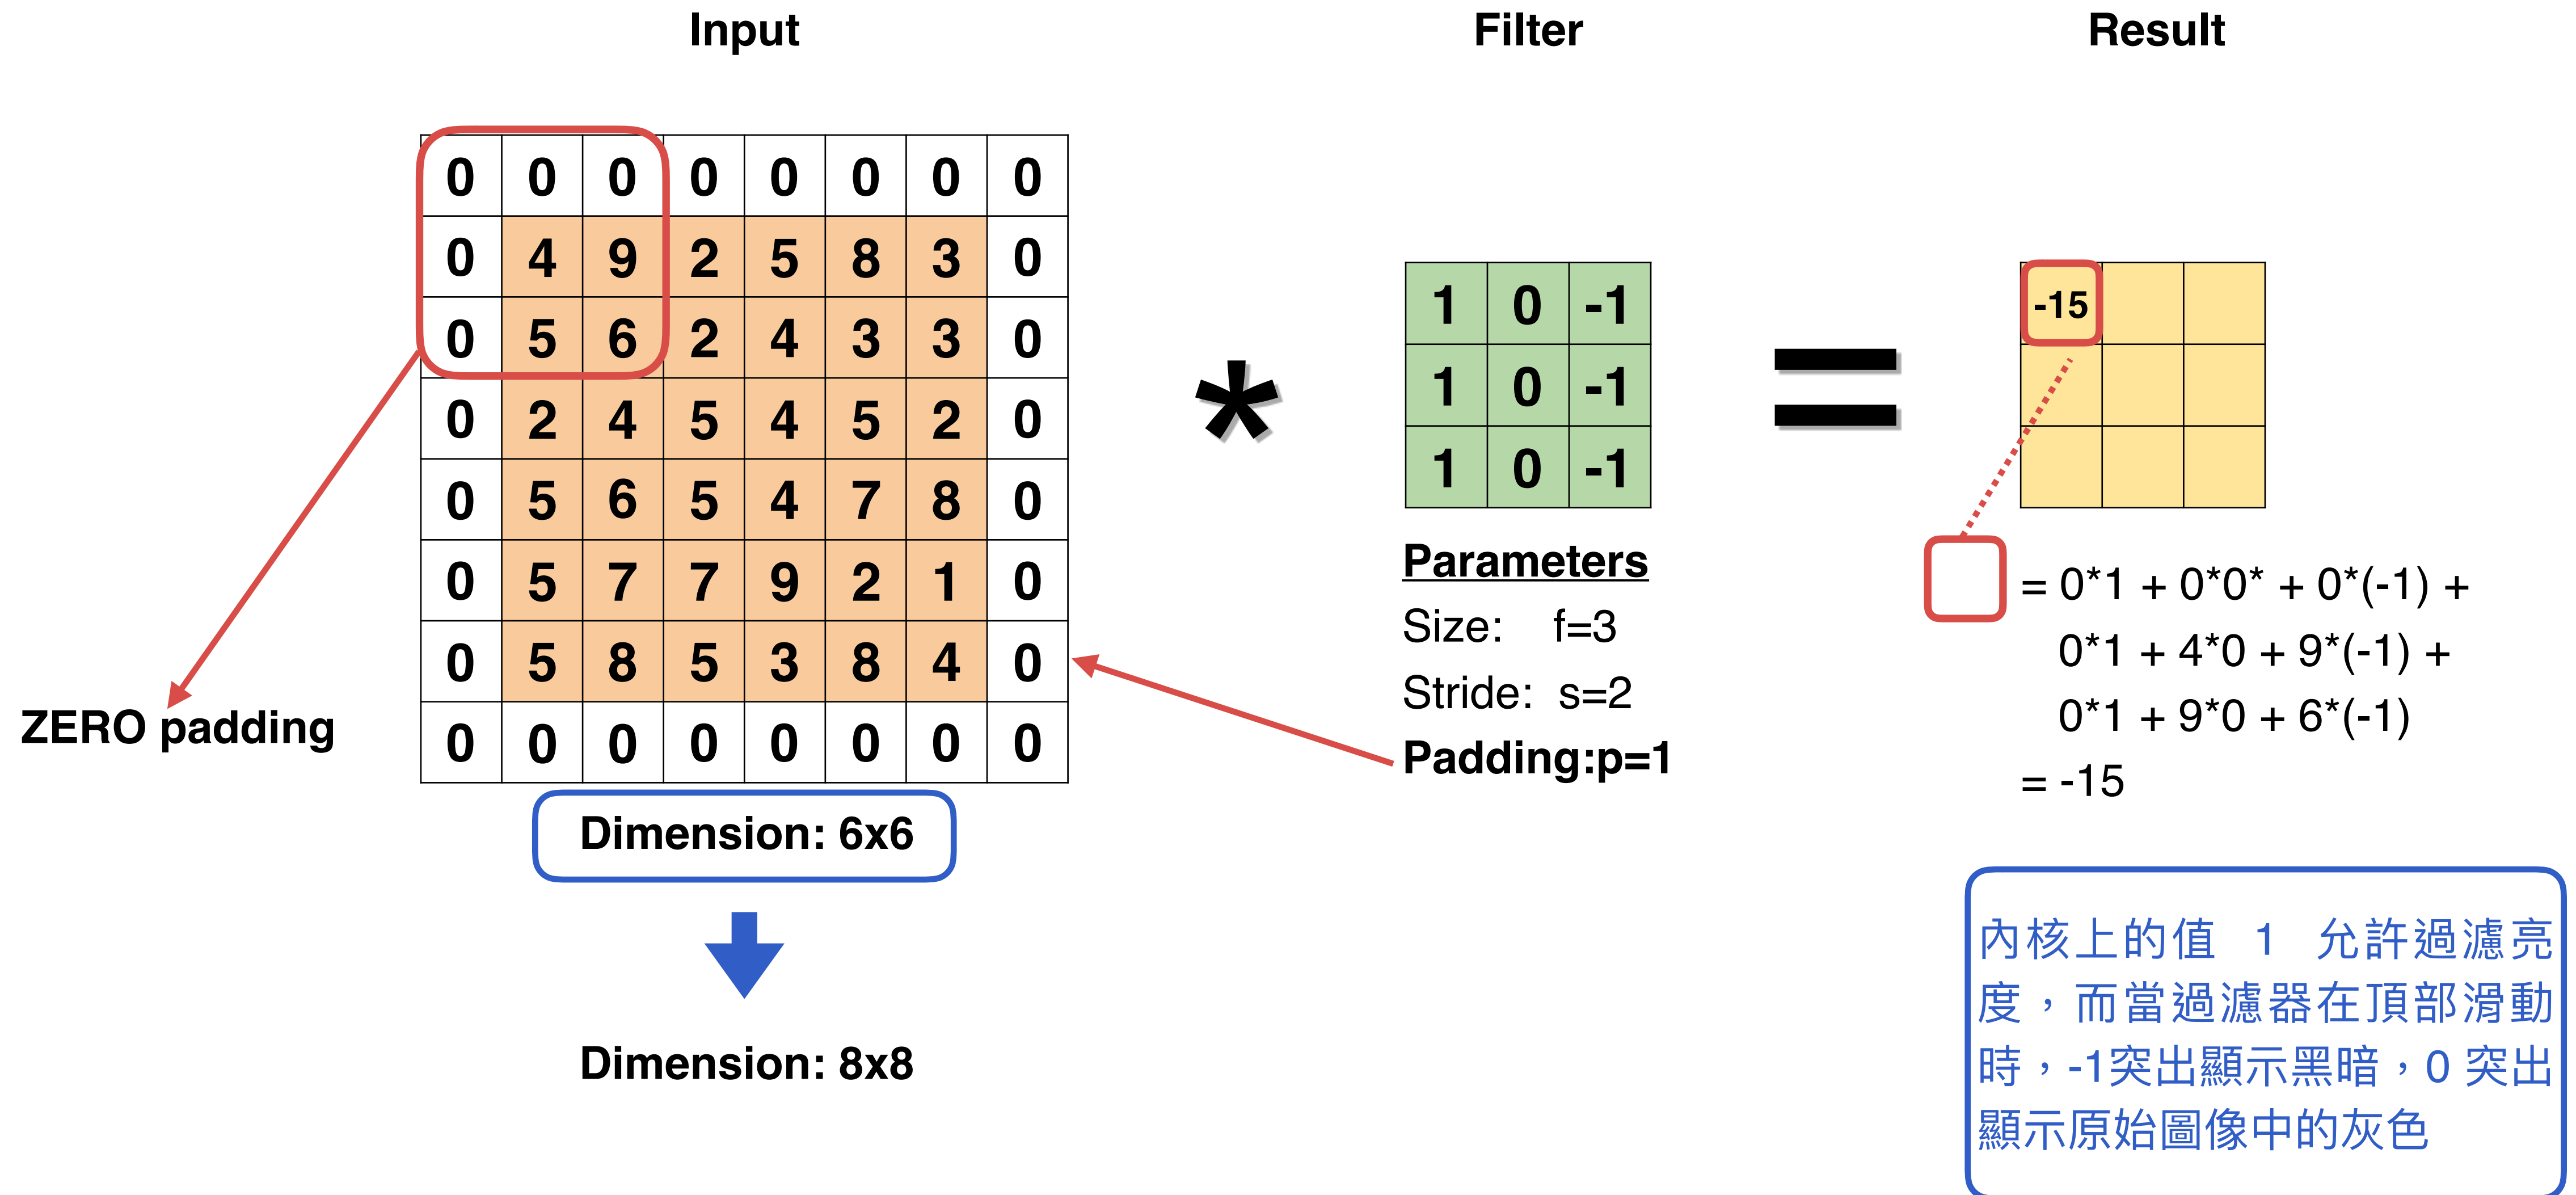 Input
Filter
Result
0 0 0 0 0 0 0 0
0 4 9 2 5 8 3 0
0 5 6 2 4 3 3 0
0 2 4 5 4 5 2 0
0 5 6 5 4 7 8 0
0 5 7 7 9 2 1 0
0 5 8 5 3 8 4 0
0 0 0 0 0 0 0 0
ZERO padding
Dimension: 6x6
Dimension: 8x8
*
1 0 -1
1 0 -1
1 0 -1
Parameters
Size: f=3
Stride: s=2
Padding:p=1
=
-15
= 0*1 + 0*0* + 0*(-1) +
0*1 + 4*0 + 9*(-1) +
0*1 + 9*0 + 6*(-1)
= -15
內核上的值 1 允許過濾亮
度，而當過濾器在頂部滑動
時，-1突出顯示黑暗，0 突出
顯示原始圖像中的灰色